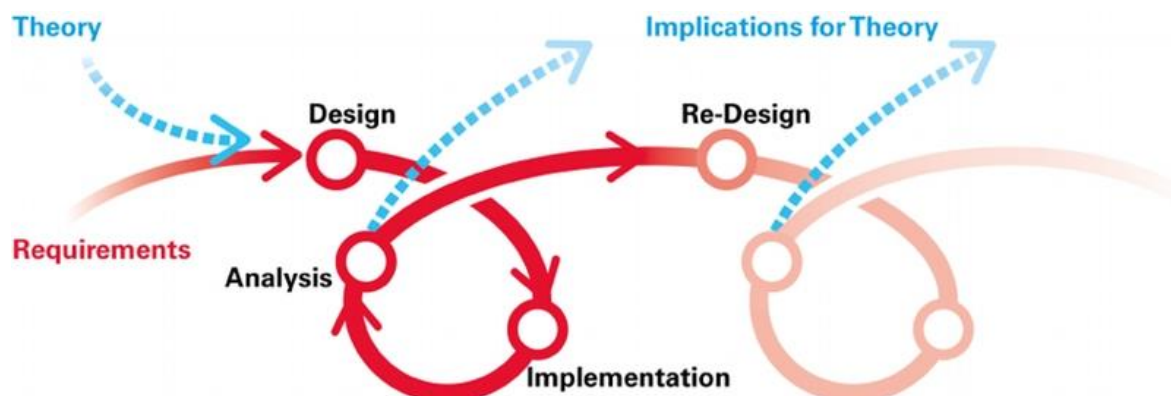 Theory
Implications for Theory
Design
Re-Design
Requirements
Analysis
Implementation